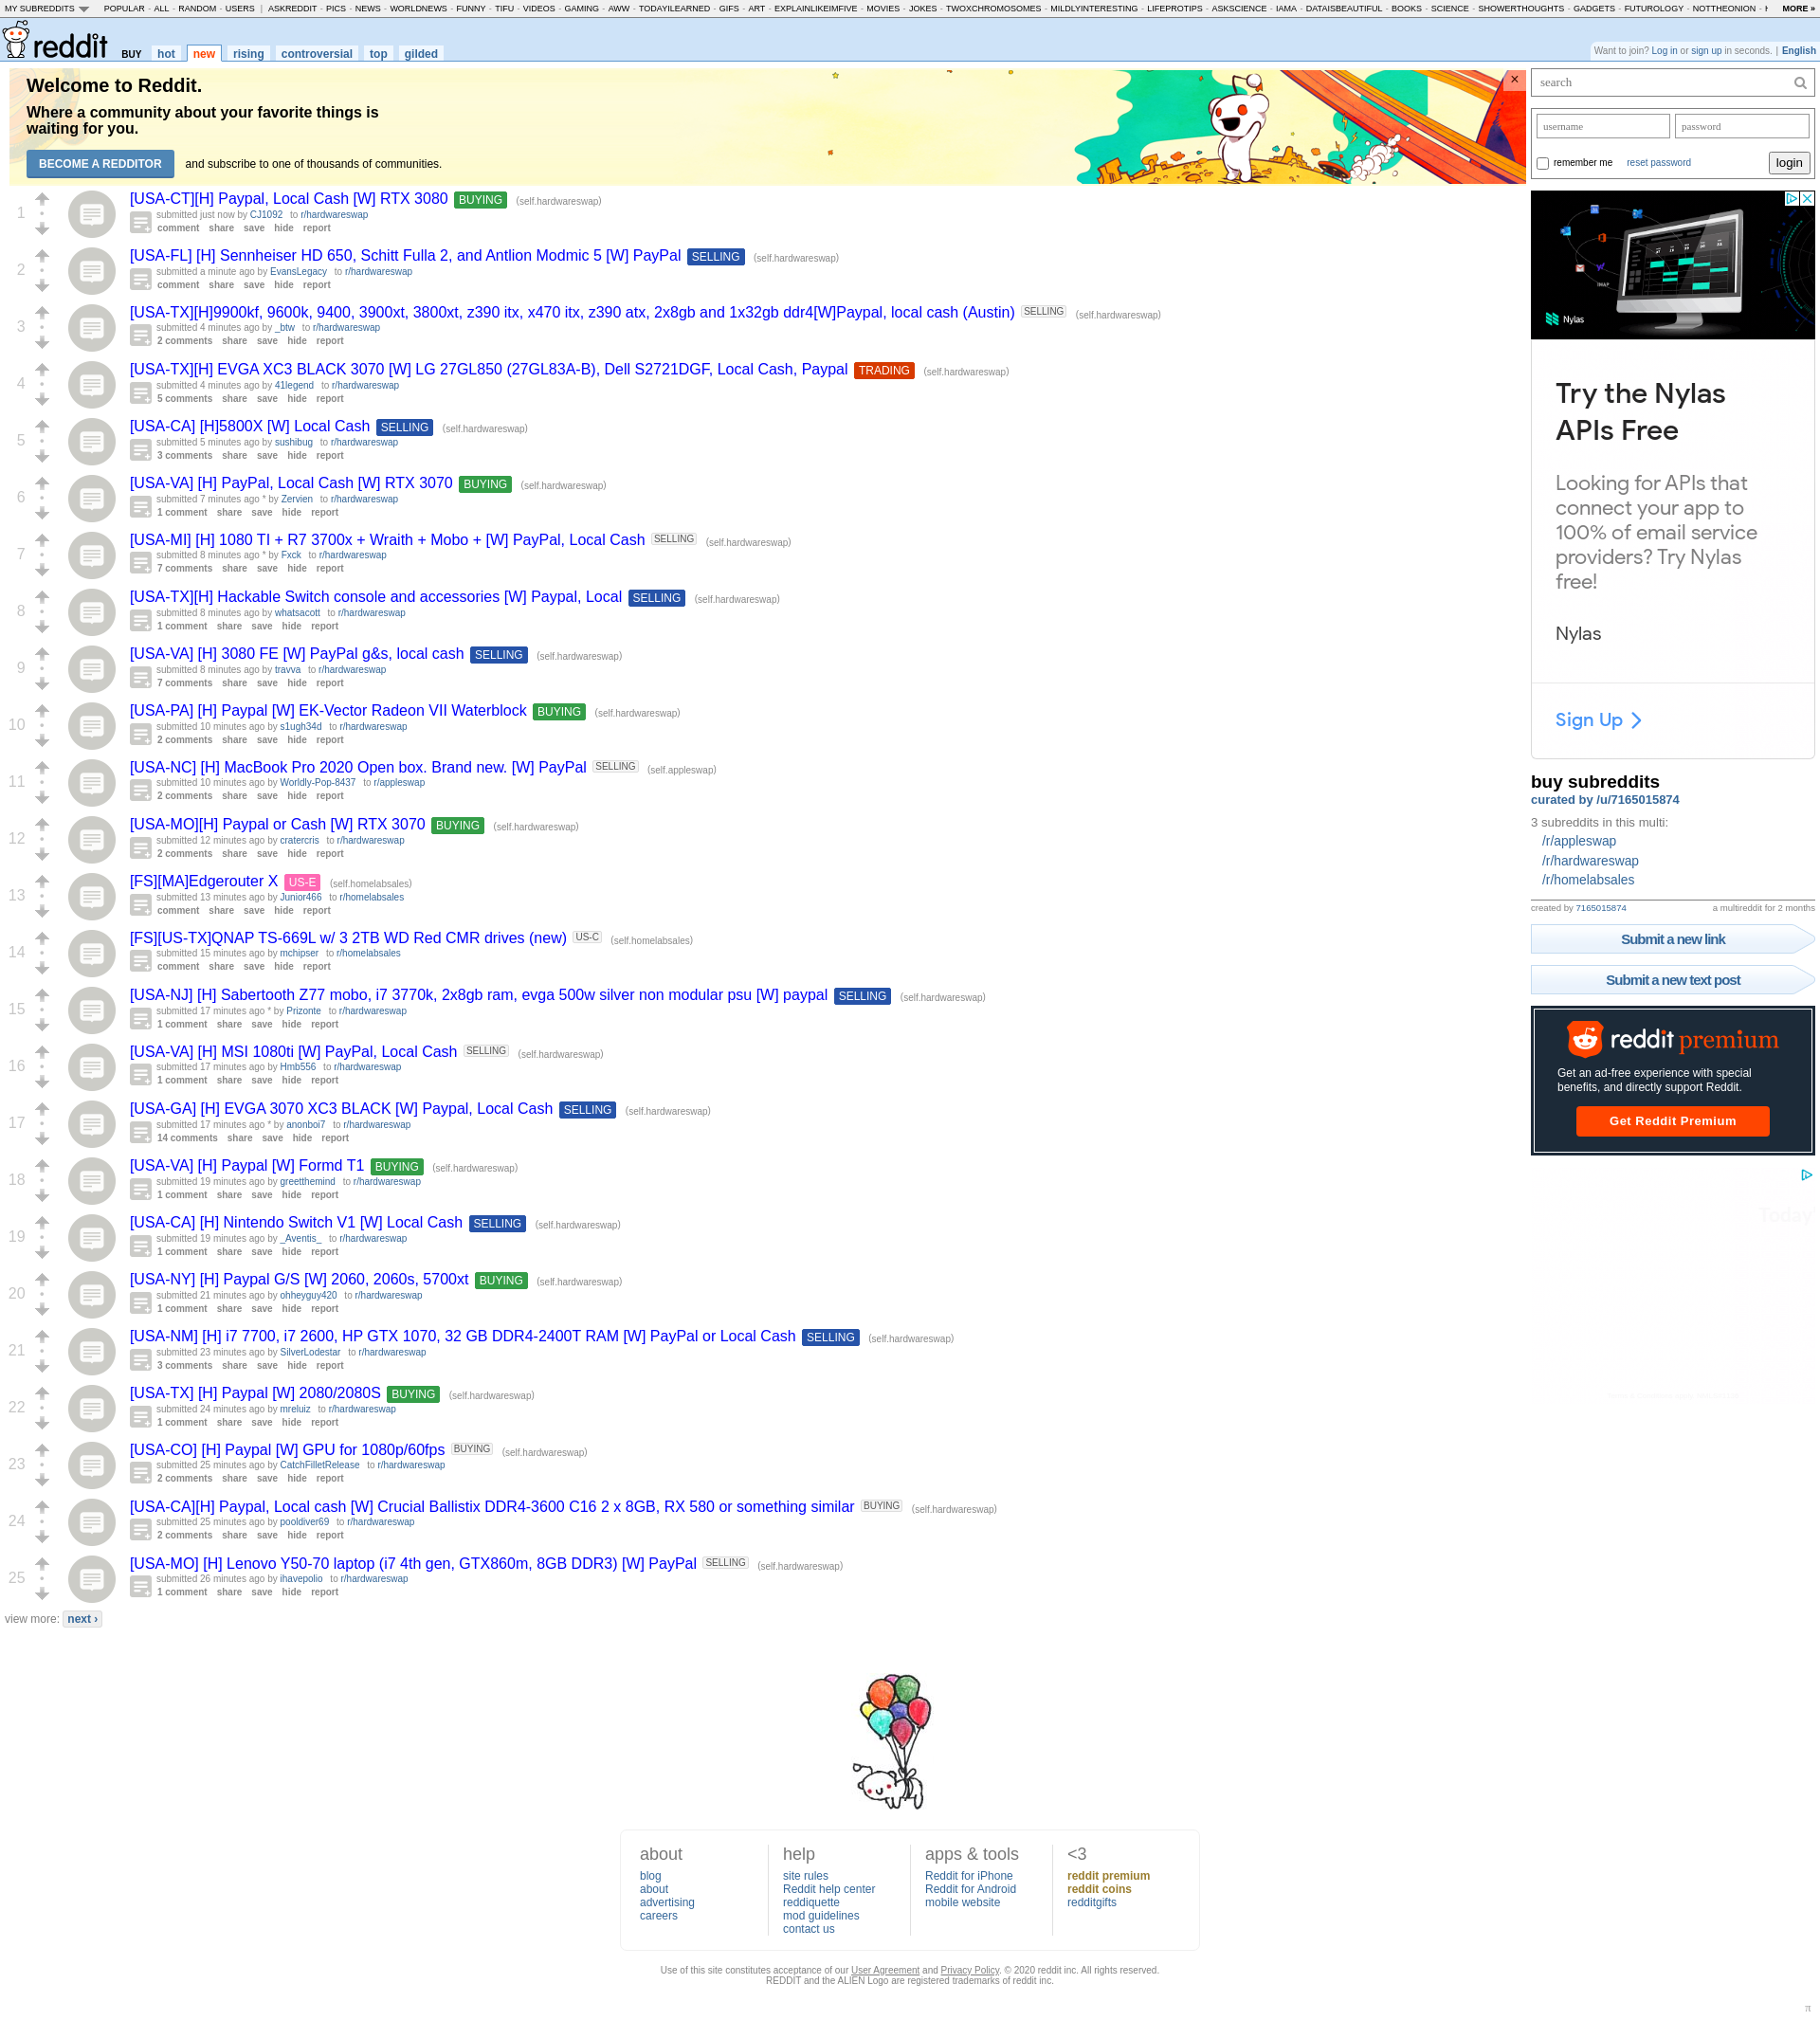 MY SUBREDDITS POPULAR - ALL - RANDOM - USERS | ASKREDDIT - PICS - NEWS - WORLDNEWS - FUNNY - TIFU - VIDEOS - GAMING - AWW - TODAYILEARNED - GIFS - ART - EXPLAINLIKEIMFIVE - MOVIES - JOKES - TWOXCHROMOSOMES - MILDLYINTERESTING - LIFEPROTIPS - ASKSCIENCE - IAMA - DATAISBEAUTIFUL - BOOKS - SCIENCE - SHOWERTHOUGHTS - GADGETS - FUTUROLOGY - NOTTHEONION - MORE »
reddit BUY hot new rising controversial top gilded
Want to join? Log in or sign up in seconds. | English
Welcome to Reddit.
Where a community about your favorite things is
waiting for you.
BECOME A REDDITOR and subscribe to one of thousands of communities.
×
1
[USA-CT][H] Paypal, Local Cash [W] RTX 3080 BUYING (self.hardwareswap)
submitted just now by CJ1092 to r/hardwareswap
comment share save hide report
2
[USA-FL] [H] Sennheiser HD 650, Schitt Fulla 2, and Antlion Modmic 5 [W] PayPal SELLING (self.hardwareswap)
submitted a minute ago by EvansLegacy to r/hardwareswap
comment share save hide report
3
[USA-TX][H]9900kf, 9600k, 9400, 3900xt, 3800xt, z390 itx, x470 itx, z390 atx, 2x8gb and 1x32gb ddr4[W]Paypal, local cash (Austin) SELLING (self.hardwareswap)
submitted 4 minutes ago by _btw to r/hardwareswap
2 comments share save hide report
4
[USA-TX][H] EVGA XC3 BLACK 3070 [W] LG 27GL850 (27GL83A-B), Dell S2721DGF, Local Cash, Paypal TRADING (self.hardwareswap)
submitted 4 minutes ago by 41legend to r/hardwareswap
5 comments share save hide report
5
[USA-CA] [H]5800X [W] Local Cash SELLING (self.hardwareswap)
submitted 5 minutes ago by sushibug to r/hardwareswap
3 comments share save hide report
6
[USA-VA] [H] PayPal, Local Cash [W] RTX 3070 BUYING (self.hardwareswap)
submitted 7 minutes ago * by Zervien to r/hardwareswap
1 comment share save hide report
7
[USA-MI] [H] 1080 TI + R7 3700x + Wraith + Mobo + [W] PayPal, Local Cash SELLING (self.hardwareswap)
submitted 8 minutes ago * by Fxck to r/hardwareswap
7 comments share save hide report
8
[USA-TX][H] Hackable Switch console and accessories [W] Paypal, Local SELLING (self.hardwareswap)
submitted 8 minutes ago by whatsacott to r/hardwareswap
1 comment share save hide report
9
[USA-VA] [H] 3080 FE [W] PayPal g&s, local cash SELLING (self.hardwareswap)
submitted 8 minutes ago by travva to r/hardwareswap
7 comments share save hide report
10
[USA-PA] [H] Paypal [W] EK-Vector Radeon VII Waterblock BUYING (self.hardwareswap)
submitted 10 minutes ago by s1ugh34d to r/hardwareswap
2 comments share save hide report
11
[USA-NC] [H] MacBook Pro 2020 Open box. Brand new. [W] PayPal SELLING (self.appleswap)
submitted 10 minutes ago by Worldly-Pop-8437 to r/appleswap
2 comments share save hide report
12
[USA-MO][H] Paypal or Cash [W] RTX 3070 BUYING (self.hardwareswap)
submitted 12 minutes ago by cratercris to r/hardwareswap
2 comments share save hide report
13
[FS][MA]Edgerouter X US-E (self.homelabsales)
submitted 13 minutes ago by Junior466 to r/homelabsales
comment share save hide report
14
[FS][US-TX]QNAP TS-669L w/ 3 2TB WD Red CMR drives (new) US-C (self.homelabsales)
submitted 15 minutes ago by mchipser to r/homelabsales
comment share save hide report
15
[USA-NJ] [H] Sabertooth Z77 mobo, i7 3770k, 2x8gb ram, evga 500w silver non modular psu [W] paypal SELLING (self.hardwareswap)
submitted 17 minutes ago * by Prizonte to r/hardwareswap
1 comment share save hide report
16
[USA-VA] [H] MSI 1080ti [W] PayPal, Local Cash SELLING (self.hardwareswap)
submitted 17 minutes ago by Hmb556 to r/hardwareswap
1 comment share save hide report
17
[USA-GA] [H] EVGA 3070 XC3 BLACK [W] Paypal, Local Cash SELLING (self.hardwareswap)
submitted 17 minutes ago * by anonboi7 to r/hardwareswap
14 comments share save hide report
18
[USA-VA] [H] Paypal [W] Formd T1 BUYING (self.hardwareswap)
submitted 19 minutes ago by greetthemind to r/hardwareswap
1 comment share save hide report
19
[USA-CA] [H] Nintendo Switch V1 [W] Local Cash SELLING (self.hardwareswap)
submitted 19 minutes ago by _Aventis_ to r/hardwareswap
1 comment share save hide report
20
[USA-NY] [H] Paypal G/S [W] 2060, 2060s, 5700xt BUYING (self.hardwareswap)
submitted 21 minutes ago by ohheyguy420 to r/hardwareswap
1 comment share save hide report
21
[USA-NM] [H] i7 7700, i7 2600, HP GTX 1070, 32 GB DDR4-2400T RAM [W] PayPal or Local Cash SELLING (self.hardwareswap)
submitted 23 minutes ago by SilverLodestar to r/hardwareswap
3 comments share save hide report
22
[USA-TX] [H] Paypal [W] 2080/2080S BUYING (self.hardwareswap)
submitted 24 minutes ago by mreluiz to r/hardwareswap
1 comment share save hide report
23
[USA-CO] [H] Paypal [W] GPU for 1080p/60fps BUYING (self.hardwareswap)
submitted 25 minutes ago by CatchFilletRelease to r/hardwareswap
2 comments share save hide report
24
[USA-CA][H] Paypal, Local cash [W] Crucial Ballistix DDR4-3600 C16 2 x 8GB, RX 580 or something similar BUYING (self.hardwareswap)
submitted 25 minutes ago by pooldiver69 to r/hardwareswap
2 comments share save hide report
25
[USA-MO] [H] Lenovo Y50-70 laptop (i7 4th gen, GTX860m, 8GB DDR3) [W] PayPal SELLING (self.hardwareswap)
submitted 26 minutes ago by ihavepolio to r/hardwareswap
1 comment share save hide report
view more: next ›
search
username password
remember me reset password login
Nylas
Try the Nylas
APIs Free
Looking for APIs that
connect your app to
100% of email service
providers? Try Nylas
free!
Nylas
Sign Up
buy subreddits
curated by /u/7165015874
3 subreddits in this multi:
/r/appleswap
/r/hardwareswap
/r/homelabsales
created by 7165015874 a multireddit for 2 months
Submit a new link
Submit a new text post
reddit premium
Get an ad-free experience with special
benefits, and directly support Reddit.
Get Reddit Premium
Today
about
blog
about
advertising
careers
help
site rules
Reddit help center
reddiquette
mod guidelines
contact us
apps & tools
Reddit for iPhone
Reddit for Android
mobile website
<3
reddit premium
reddit coins
redditgifts
Use of this site constitutes acceptance of our User Agreement and Privacy Policy. © 2020 reddit inc. All rights reserved.
REDDIT and the ALIEN Logo are registered trademarks of reddit inc.
π